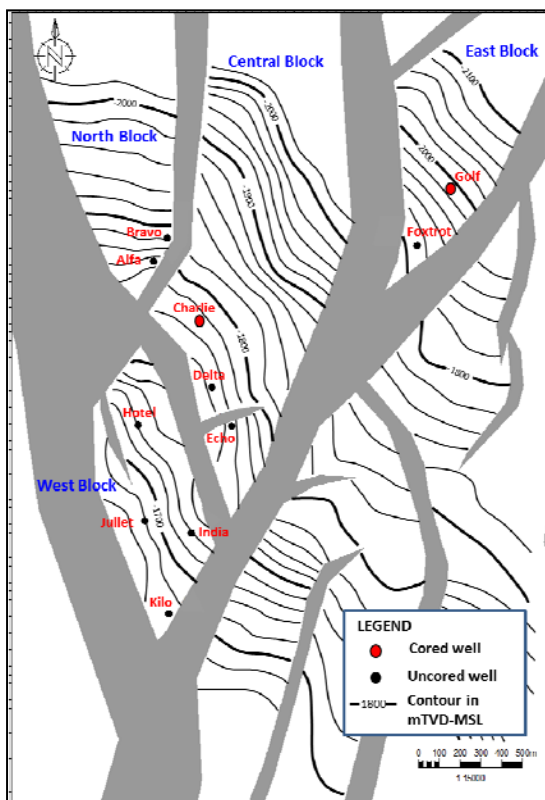 N
East Block
Central Block
-2100
-2000
-2000
North Block
-2000
Golf
-1900
Bravo
Foxtrot
Alfa
Charlie
-1800
-1800
Delta
Hotel
Echo
West Block
-1700
Jullet
India
Kilo
LEGEND
Cored well
Uncored well
-1800 Contour in
mTVD-MSL
0 100 200 300 400 500m
1:15000